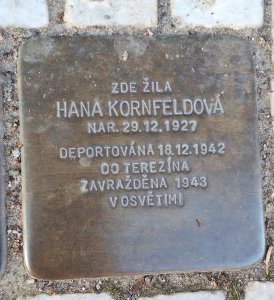 ZDE ŽILA
HANA KORNFELDOVÁ
NAR. 29.12.1927
DEPORTOVÁNA 18.12.1942
DO TEREZÍNA
ZAVRAŽDĚNA 1943
V OSVĚTIMI